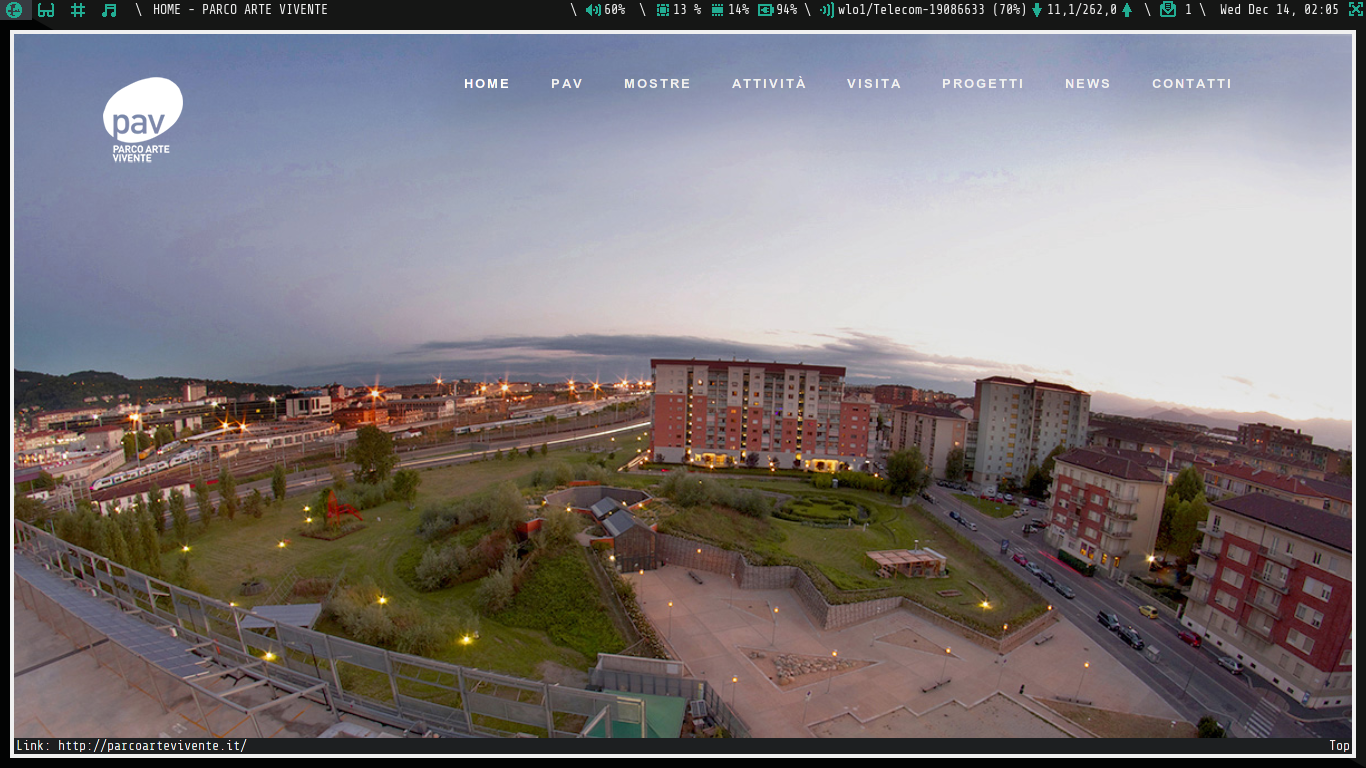 \ HOME - PARCO ARTE VIVENTE \ 60% \ 13 % 14% 94% \ wlo1/Telecom-19086633 (70%) 11,1/262,0 \ 1 \ Wed Dec 14, 02:05
HOME PAV MOSTRE ATTIVITÀ VISITA PROGETTI NEWS CONTATTI
pav
PARCO ARTE
VIVENTE
Link: http://parcoartevivente.it/ Top